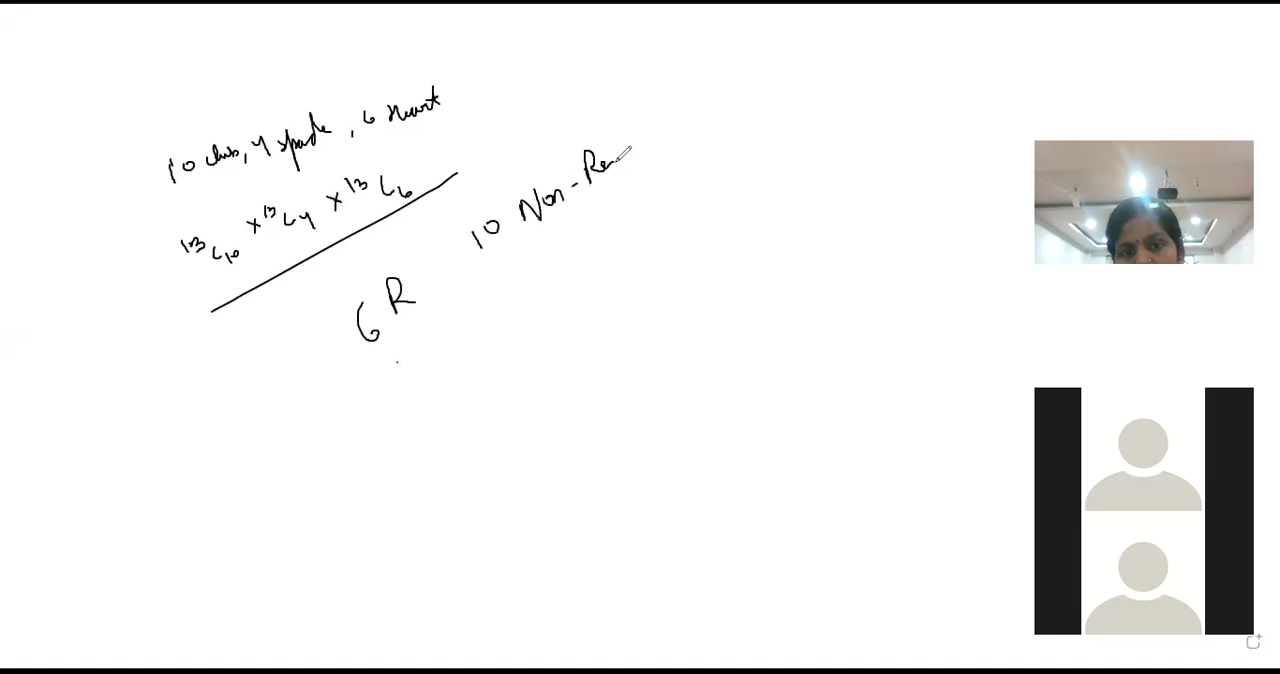 10 club, 4 spade, 6 Heart
¹³C₁₀ × ¹³C₄ × ¹³C₆
6 R
10 Non-Re